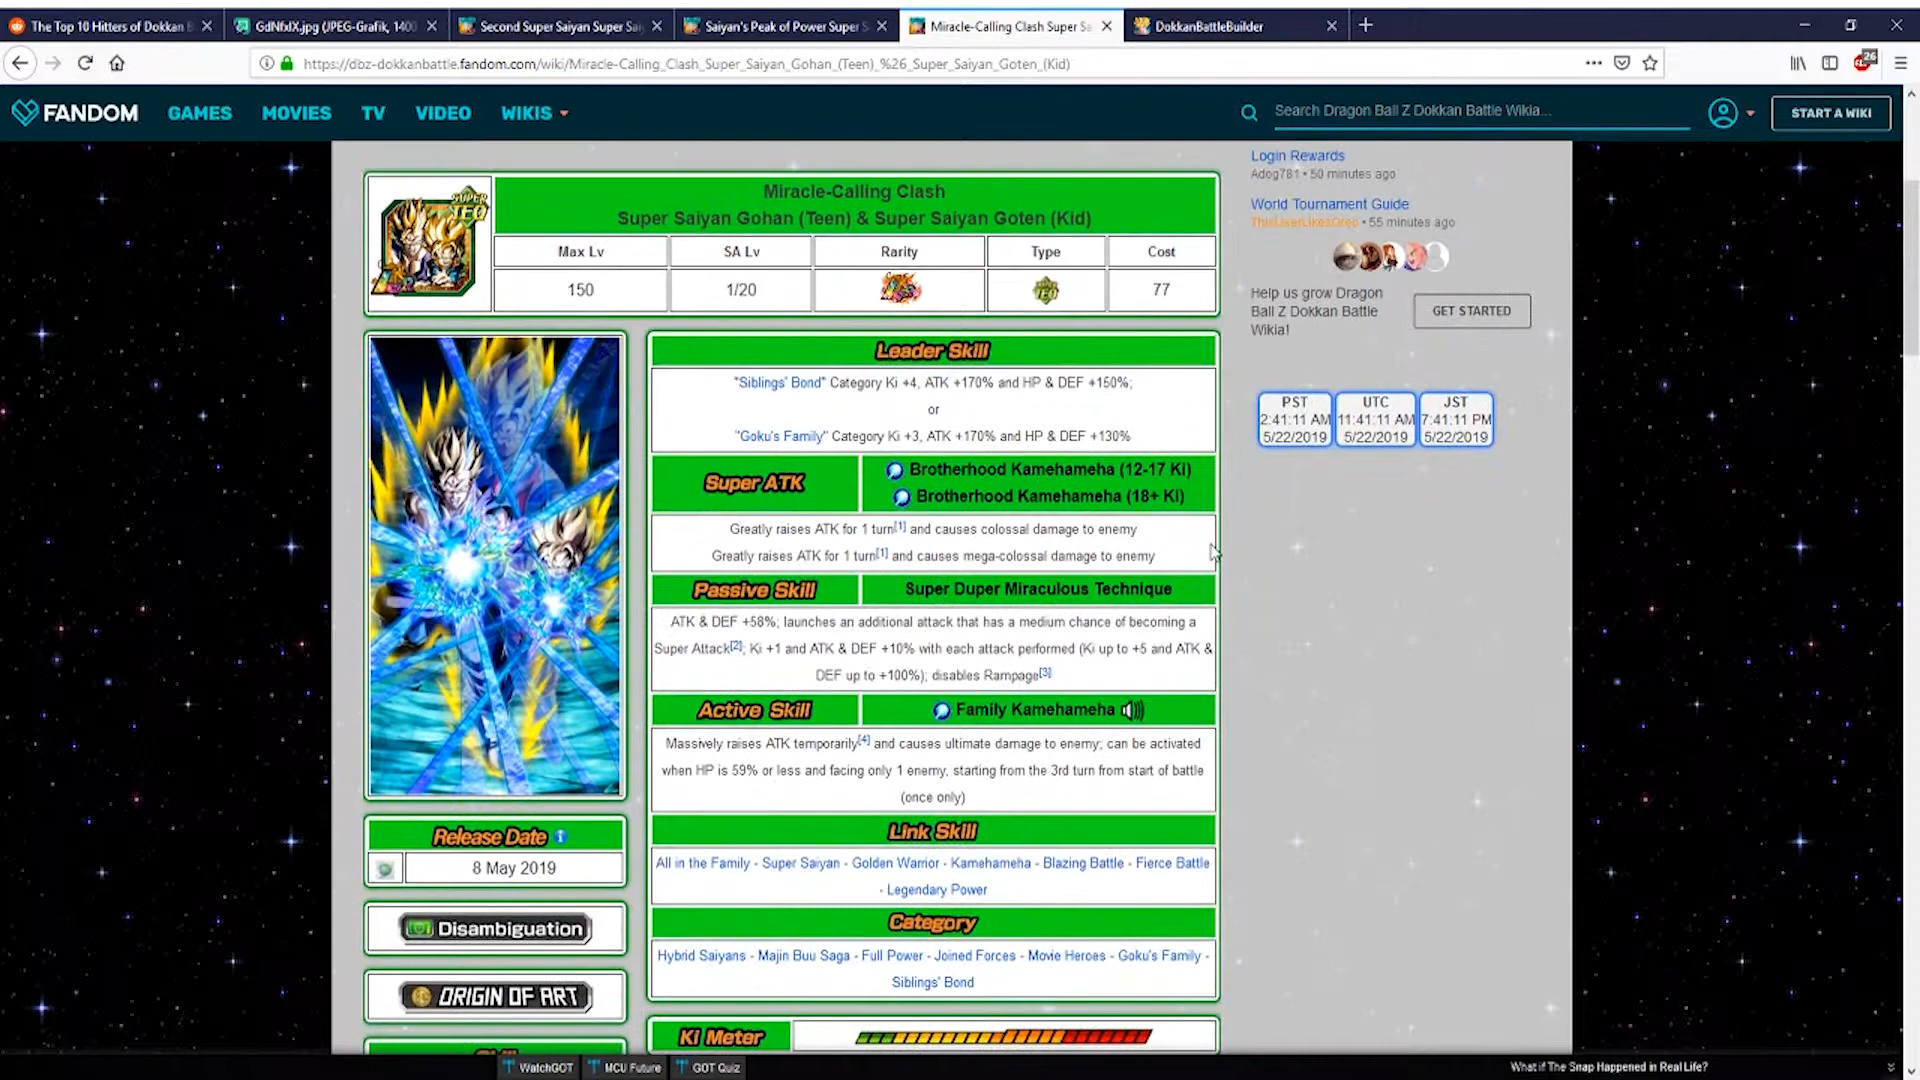 The Top 10 Hitters of Dokkan B
GdNfxIX.jpg (JPEG-Grafik, 1400
Second Super Saiyan Super Sai
Saiyan's Peak of Power Super S
Miracle-Calling Clash Super Sa
DokkanBattleBuilder
https://dbz-dokkanbattle.fandom.com/wiki/Miracle-Calling_Clash_Super_Saiyan_Gohan_(Teen)_%26_Super_Saiyan_Goten_(Kid)
26
FANDOM
GAMES
MOVIES
TV
VIDEO
WIKIS
Search Dragon Ball Z Dokkan Battle Wikia...
START A WIKI
Login Rewards
Adog781 • 50 minutes ago
World Tournament Guide
ThisUserLikesOreo • 55 minutes ago
Help us grow Dragon
Ball Z Dokkan Battle
Wikia!
GET STARTED
PST
2:41:11 AM
5/22/2019
UTC
11:41:11 AM
5/22/2019
JST
7:41:11 PM
5/22/2019
SUPER
TEQ
LR
Miracle-Calling Clash
Super Saiyan Gohan (Teen) & Super Saiyan Goten (Kid)
Max Lv
SA Lv
Rarity
Type
Cost
150
1/20
LR
TEQ
77
Leader Skill
"Siblings' Bond" Category Ki +4, ATK +170% and HP & DEF +150%;
or
"Goku's Family" Category Ki +3, ATK +170% and HP & DEF +130%
Super ATK
Brotherhood Kamehameha (12-17 Ki)
Brotherhood Kamehameha (18+ Ki)
Greatly raises ATK for 1 turn[1] and causes colossal damage to enemy
Greatly raises ATK for 1 turn[1] and causes mega-colossal damage to enemy
Passive Skill
Super Duper Miraculous Technique
ATK & DEF +58%; launches an additional attack that has a medium chance of becoming a
Super Attack[2]; Ki +1 and ATK & DEF +10% with each attack performed (Ki up to +5 and ATK &
DEF up to +100%); disables Rampage[3]
Active Skill
Family Kamehameha
Massively raises ATK temporarily[4] and causes ultimate damage to enemy; can be activated
when HP is 59% or less and facing only 1 enemy, starting from the 3rd turn from start of battle
(once only)
Link Skill
All in the Family - Super Saiyan - Golden Warrior - Kamehameha - Blazing Battle - Fierce Battle
- Legendary Power
Category
Hybrid Saiyans - Majin Buu Saga - Full Power - Joined Forces - Movie Heroes - Goku's Family -
Siblings' Bond
Ki Meter
Release Date
8 May 2019
Disambiguation
ORIGIN OF ART
WatchGOT
MCU Future
GOT Quiz
What if The Snap Happened in Real Life?